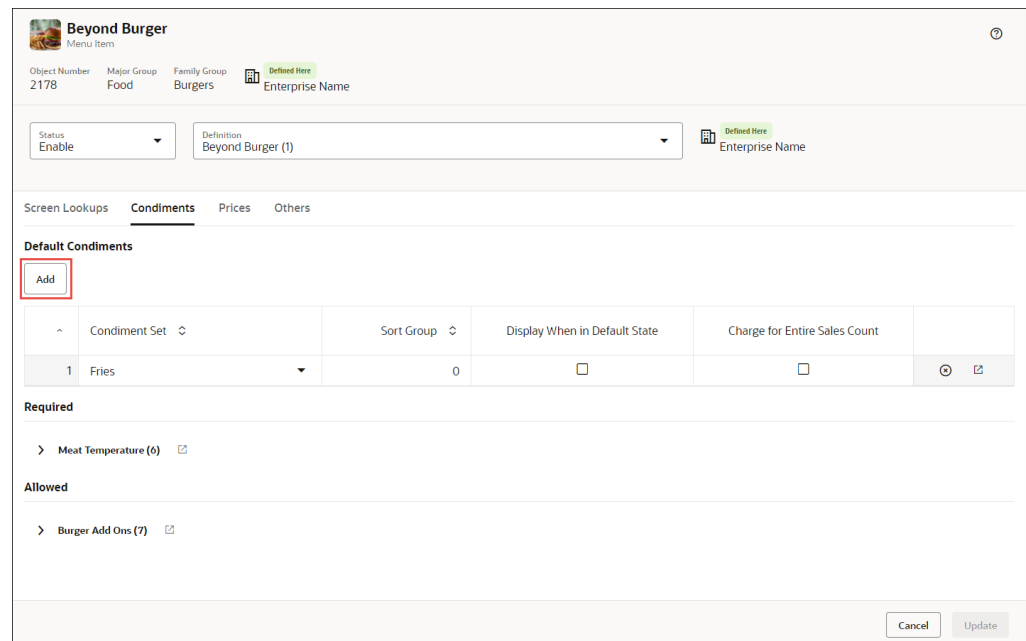 Beyond Burger
Menu Item
Object Number Major Group Family Group Defined Here
2178 Food Burgers Enterprise Name
Status Definition Defined Here
Enable Beyond Burger (1) Enterprise Name
Screen Lookups Condiments Prices Others
Default Condiments
Add
Condiment Set Sort Group Display When in Default State Charge for Entire Sales Count
1 Fries 0
Required
Meat Temperature (6)
Allowed
Burger Add Ons (7)
Cancel Update